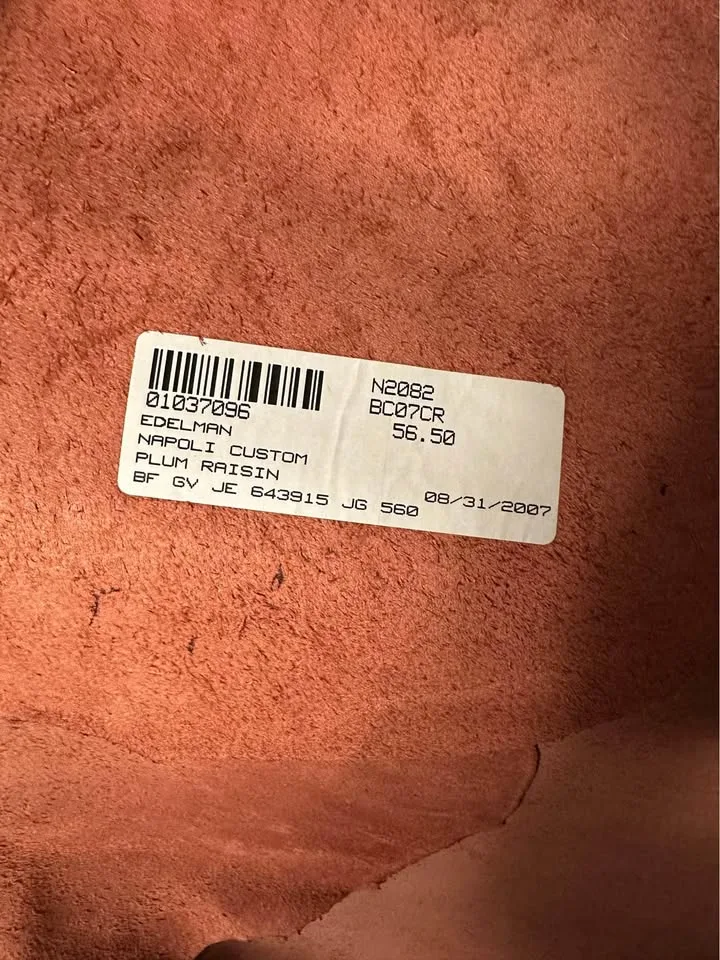 01037096
EDELMAN
NAPOLI CUSTOM
PLUM RAISIN
BF GV JE 643915 JG 560
N2082
BC07CR
56.50
08/31/2007